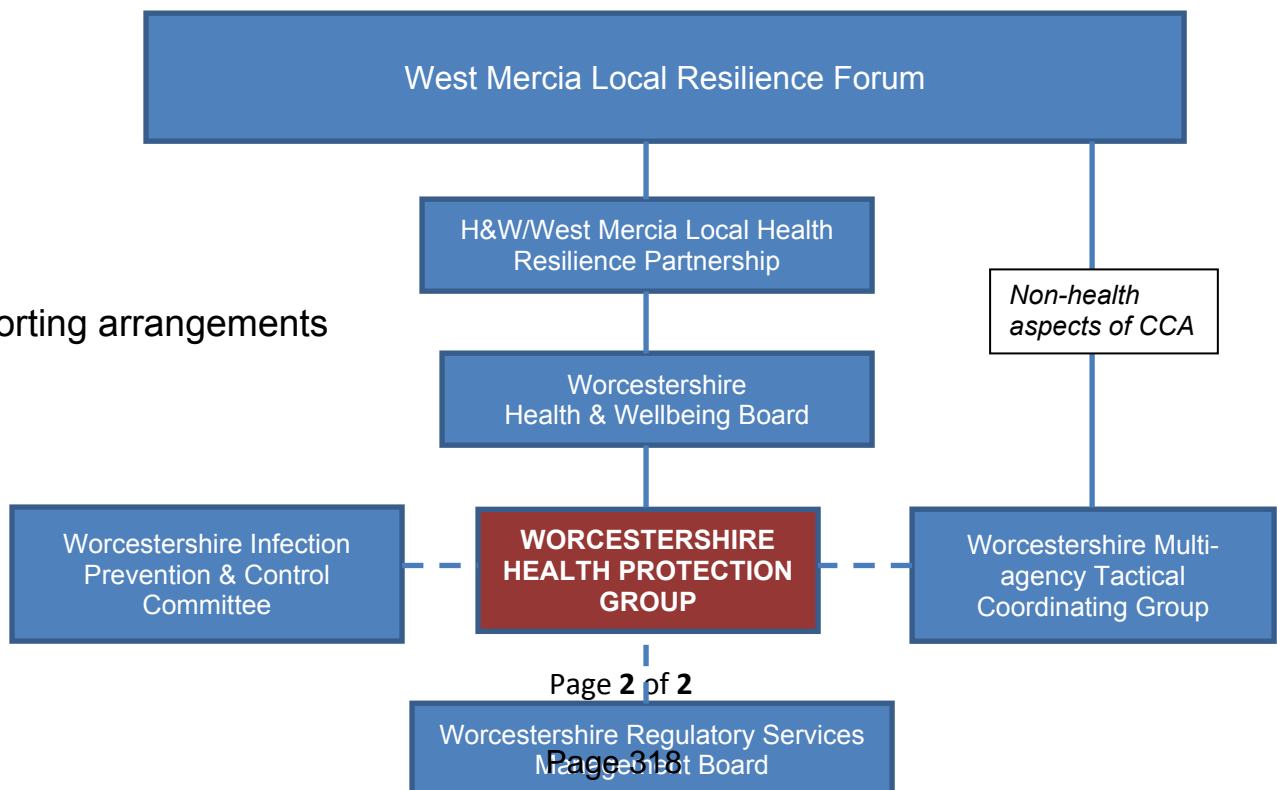 West Mercia Local Resilience Forum
H&W/West Mercia Local Health
Resilience Partnership
Non-health
aspects of CCA
orting arrangements
Worcestershire
Health & Wellbeing Board
Worcestershire Infection
Prevention & Control
Committee
WORCESTERSHIRE
HEALTH PROTECTION
GROUP
Worcestershire Multi-
agency Tactical
Coordinating Group
Page 2 of 2
Worcestershire Regulatory Services
Management Board
Page 318